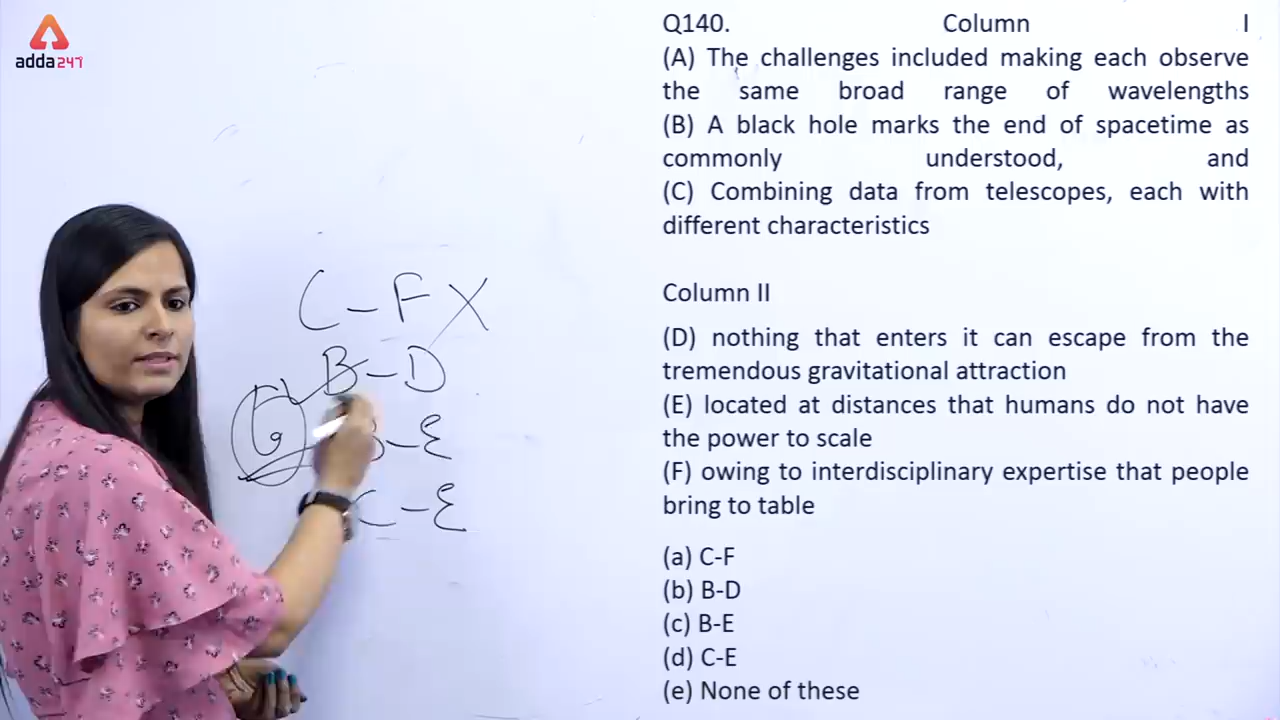 adda247
Q140. Column I
(A) The challenges included making each observe
the same broad range of wavelengths
(B) A black hole marks the end of spacetime as
commonly understood, and
(C) Combining data from telescopes, each with
different characteristics
Column II
(D) nothing that enters it can escape from the
tremendous gravitational attraction
(E) located at distances that humans do not have
the power to scale
(F) owing to interdisciplinary expertise that people
bring to table
(a) C-F
(b) B-D
(c) B-E
(d) C-E
(e) None of these
C-F X
B-D
B-E
C-E